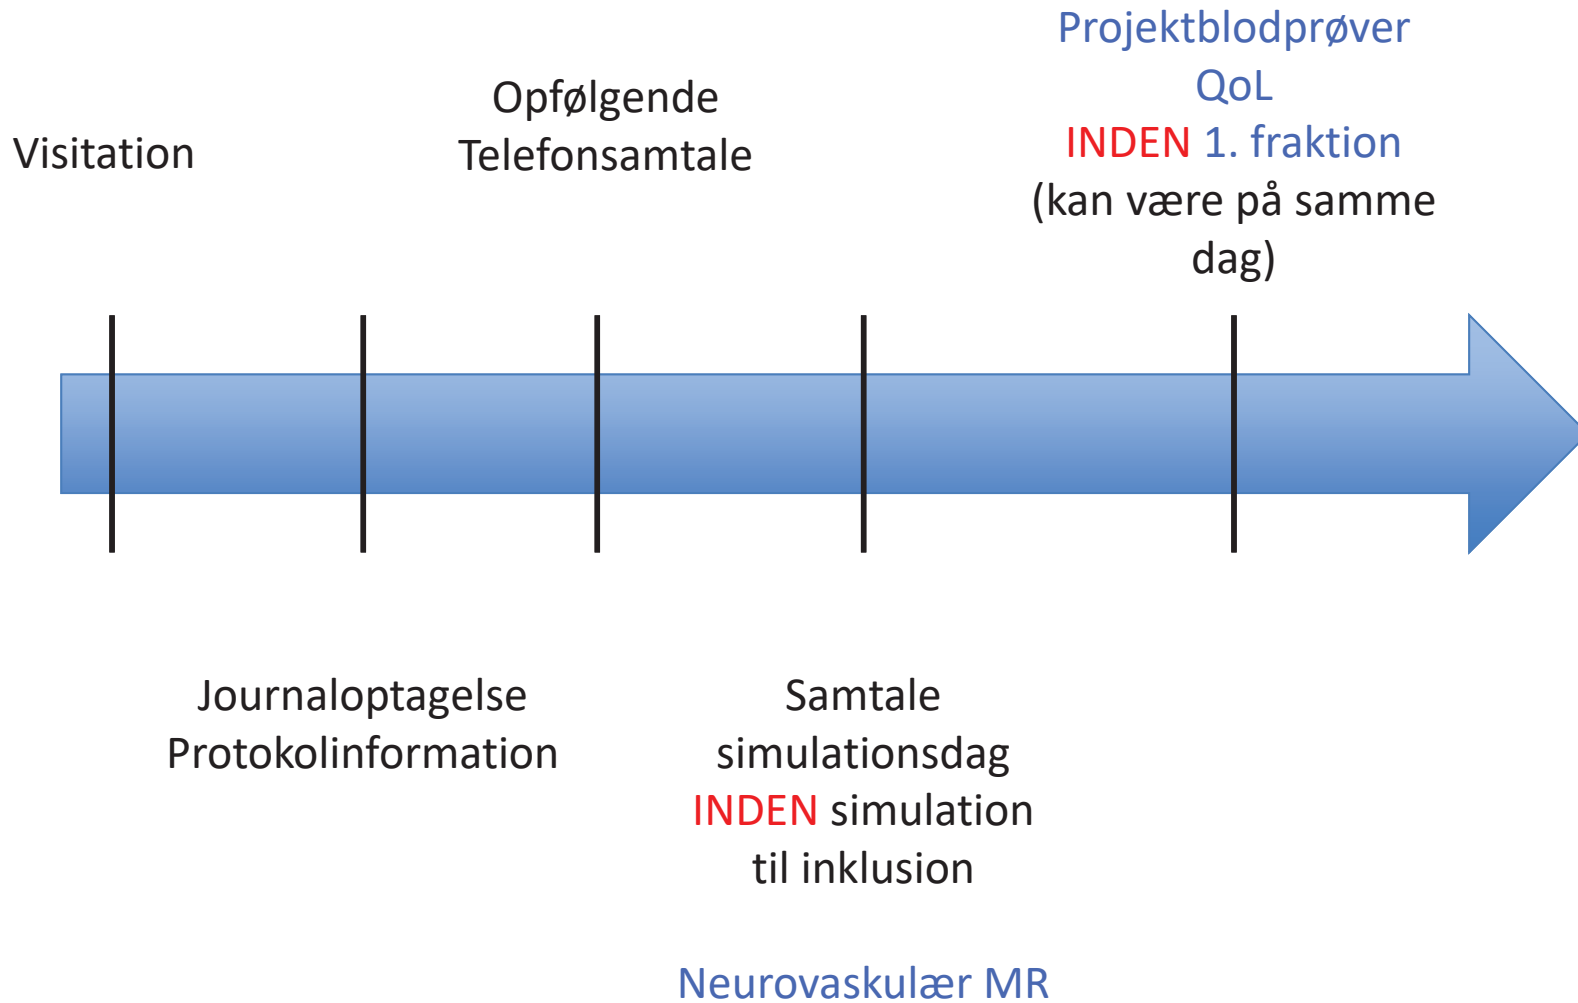 Visitation
Opfølgende
Telefonsamtale
Projektblodprøver
QoL
INDEN 1. fraktion
(kan være på samme
dag)
Journaloptagelse
Protokolinformation
Samtale
simulationsdag
INDEN simulation
til inklusion
Neurovaskulær MR